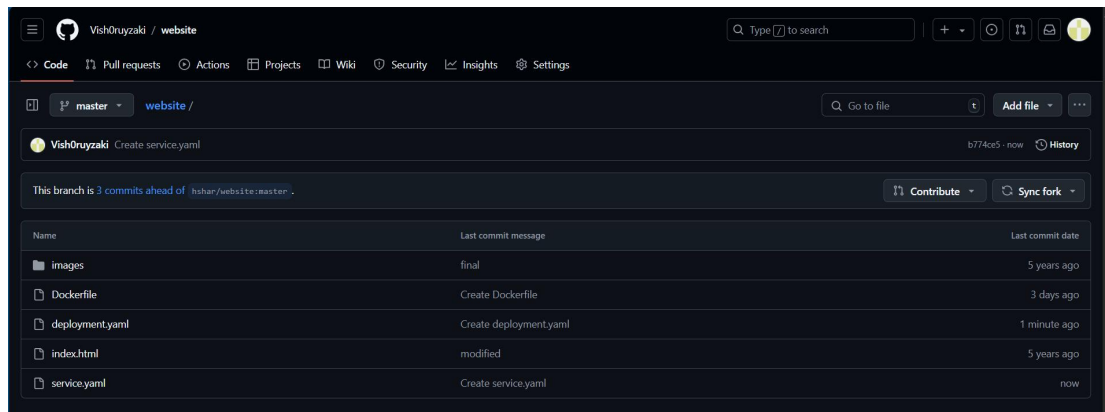 Vish0ruyzaki / website
Type / to search
Code Pull requests Actions Projects Wiki Security Insights Settings
master website / Go to file t Add file
Vish0ruyzaki Create service.yaml b774ce5 · now History
This branch is 3 commits ahead of hshar/website:master . Contribute Sync fork
Name Last commit message Last commit date
images final 5 years ago
Dockerfile Create Dockerfile 3 days ago
deployment.yaml Create deployment.yaml 1 minute ago
index.html modified 5 years ago
service.yaml Create service.yaml now